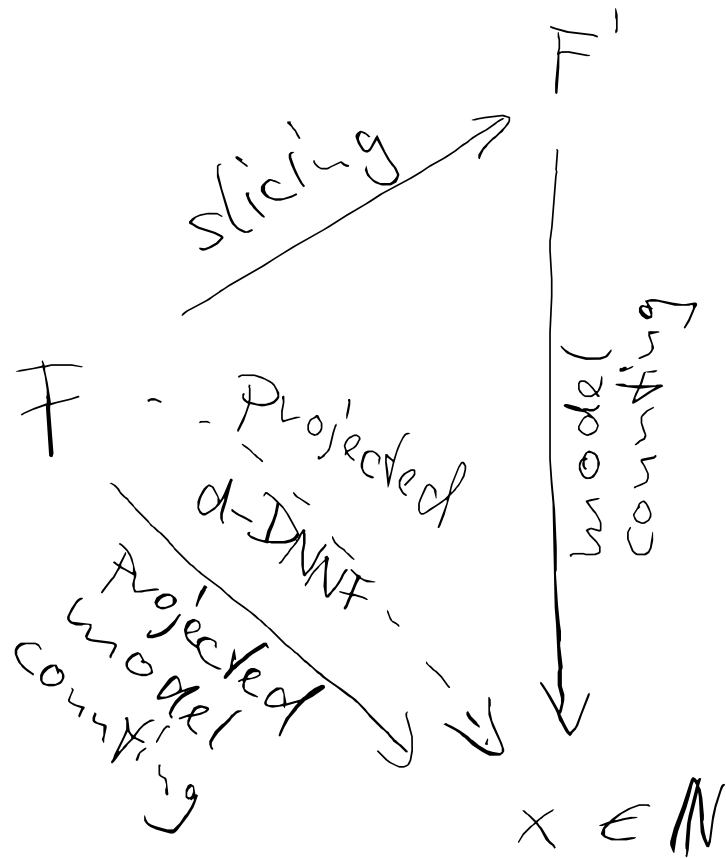 F'
slicing
F
Projected
d-DNNF
model
counting
Projected
model
counting
x ∈ ℕ